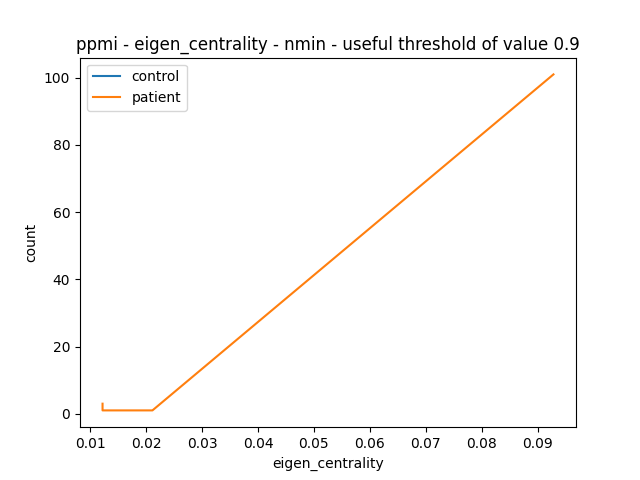 ppmi - eigen_centrality - nmin - useful threshold of value 0.9
control
patient
100
80
60
40
20
0
count
0.01 0.02 0.03 0.04 0.05 0.06 0.07 0.08 0.09
eigen_centrality